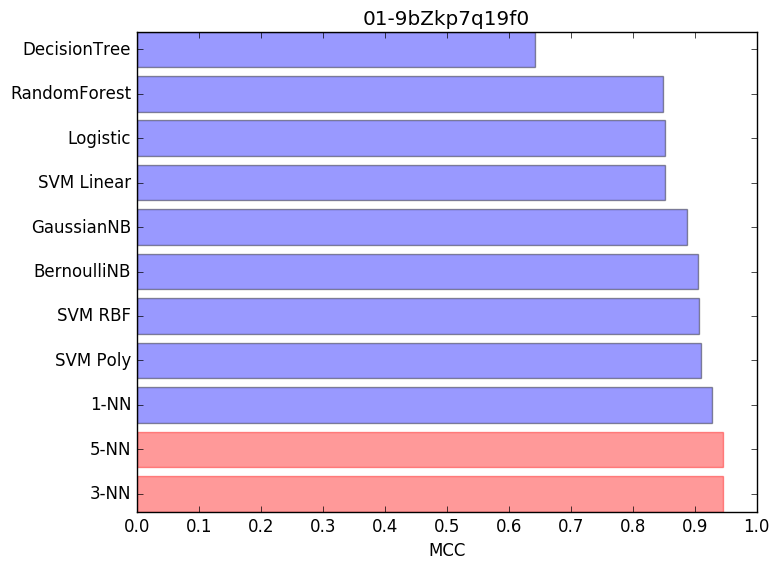 01-9bZkp7q19f0
DecisionTree
RandomForest
Logistic
SVM Linear
GaussianNB
BernoulliNB
SVM RBF
SVM Poly
1-NN
5-NN
3-NN
0.0 0.1 0.2 0.3 0.4 0.5 0.6 0.7 0.8 0.9 1.0
MCC